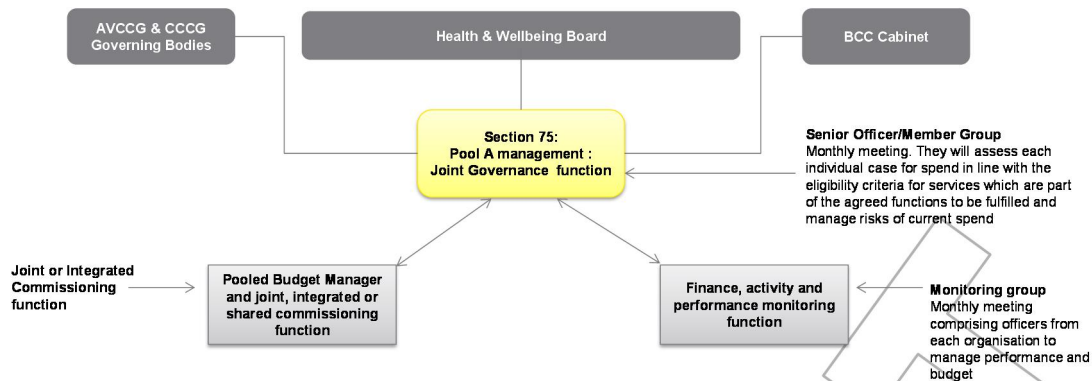 AVCCG & CCCG
Governing Bodies
Health & Wellbeing Board
BCC Cabinet
Section 75:
Pool A management :
Joint Governance function
Senior Officer/Member Group
Monthly meeting. They will assess each
individual case for spend in line with the
eligibility criteria for services which are part
of the agreed functions to be fulfilled and
manage risks of current spend
Joint or Integrated
Commissioning
function
Pooled Budget Manager
and joint, integrated or
shared commissioning
function
Finance, activity and
performance monitoring
function
Monitoring group
Monthly meeting
comprising officers from
each organisation to
manage performance and
budget